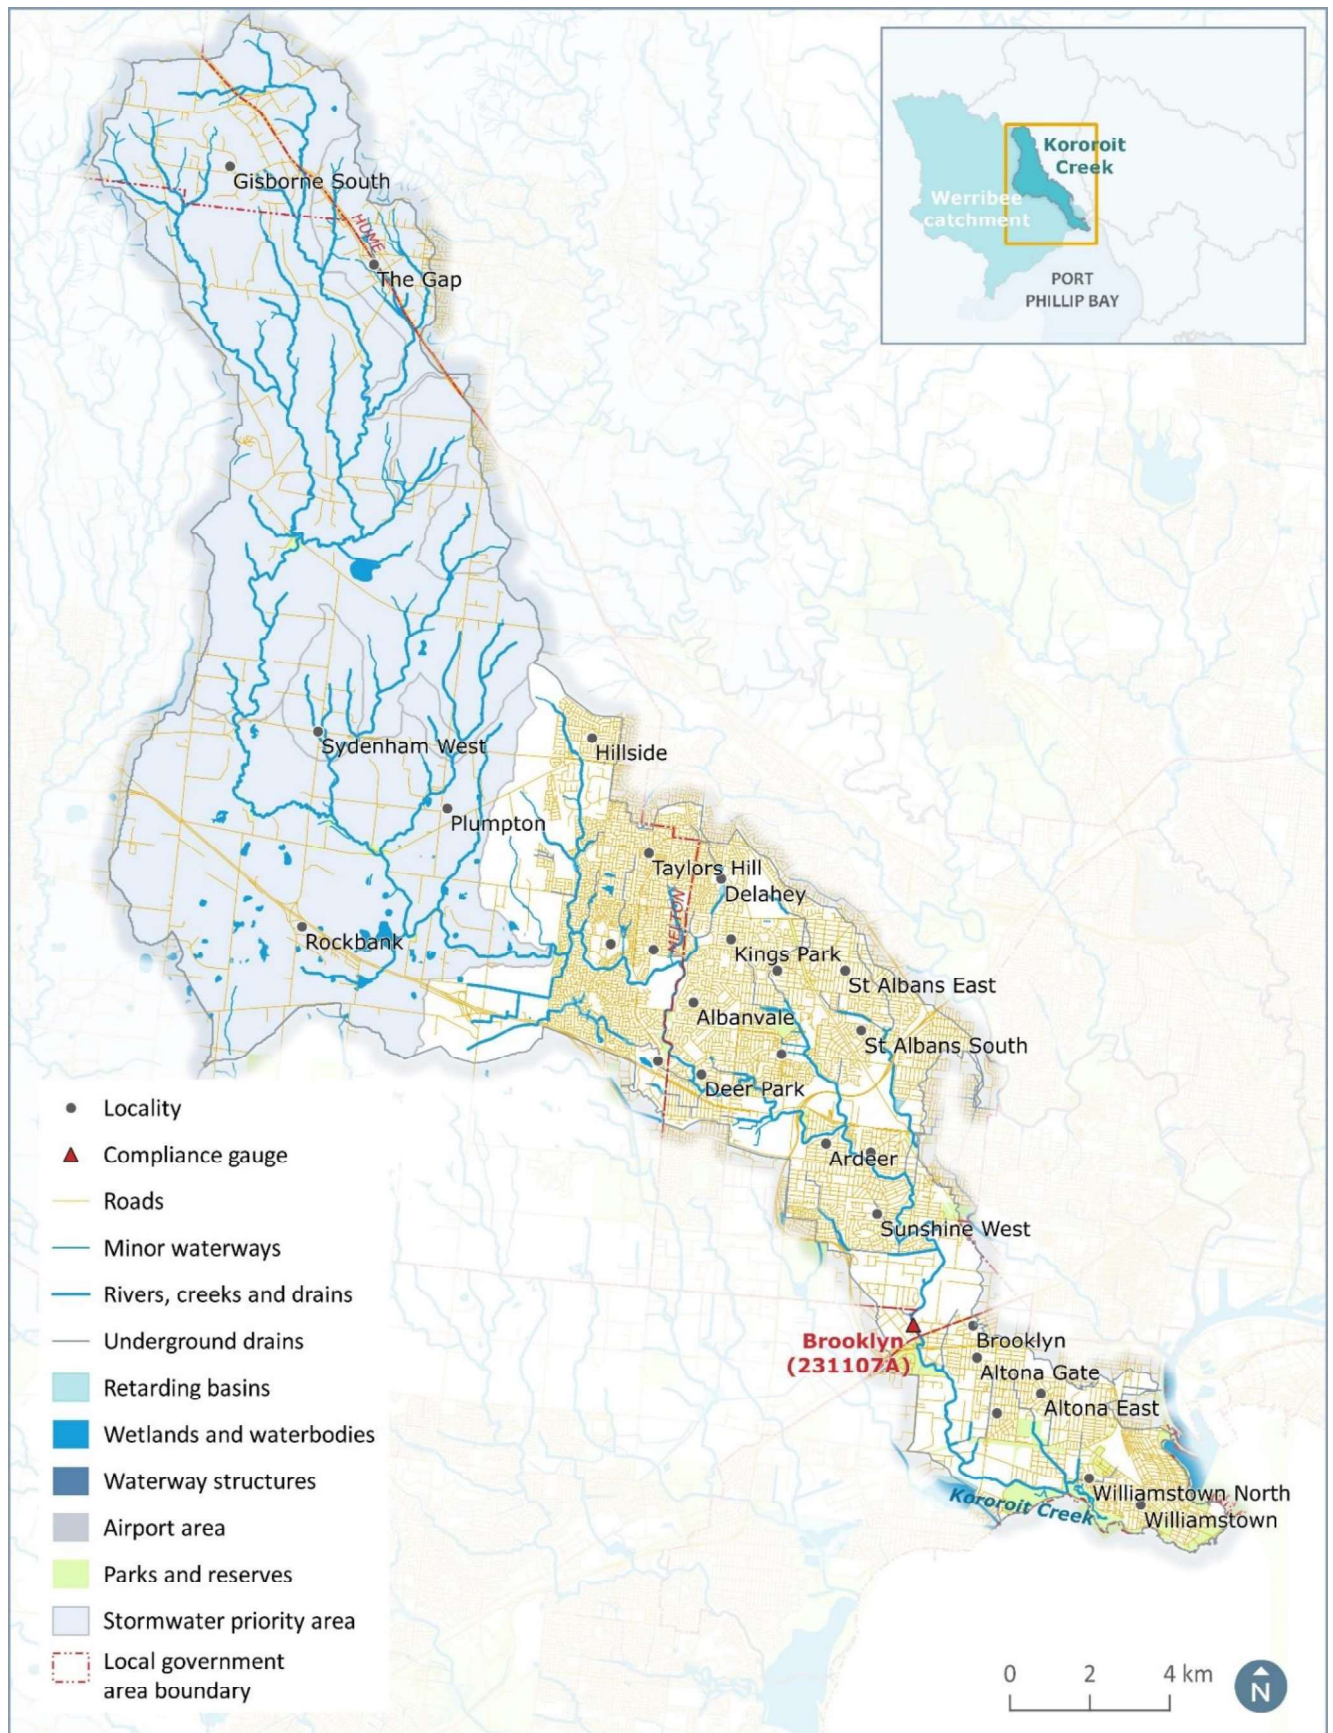 Kororoit
Creek
Werribee
catchment
PORT
PHILLIP BAY
Gisborne South
HUME
The Gap
Sydenham West
Hillside
Plumpton
Taylors Hill
Delahey
MELTON
Rockbank
Kings Park
St Albans East
Albanvale
St Albans South
Deer Park
Ardeer
Sunshine West
Brooklyn
(231107A)
Brooklyn
Altona Gate
Altona East
Kororoit Creek
Williamstown North
Williamstown
Locality
Compliance gauge
Roads
Minor waterways
Rivers, creeks and drains
Underground drains
Retarding basins
Wetlands and waterbodies
Waterway structures
Airport area
Parks and reserves
Stormwater priority area
Local government
area boundary
0 2 4 km
N